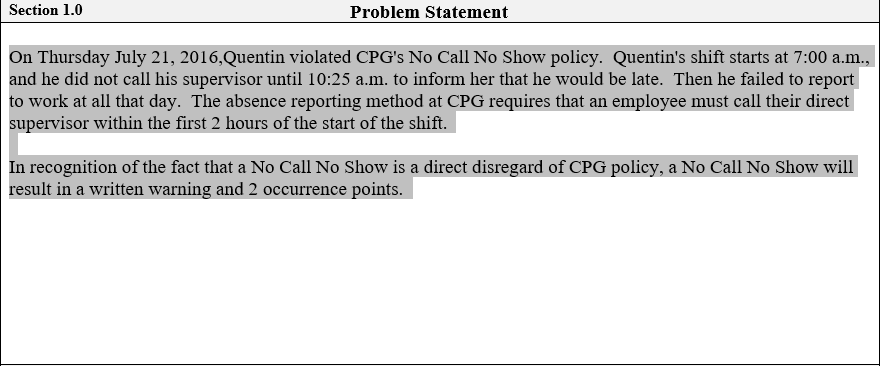 Section 1.0 Problem Statement
On Thursday July 21, 2016,Quentin violated CPG's No Call No Show policy.  Quentin's shift starts at 7:00 a.m.,
and he did not call his supervisor until 10:25 a.m. to inform her that he would be late.  Then he failed to report
to work at all that day.  The absence reporting method at CPG requires that an employee must call their direct
supervisor within the first 2 hours of the start of the shift.
In recognition of the fact that a No Call No Show is a direct disregard of CPG policy, a No Call No Show will
result in a written warning and 2 occurrence points.